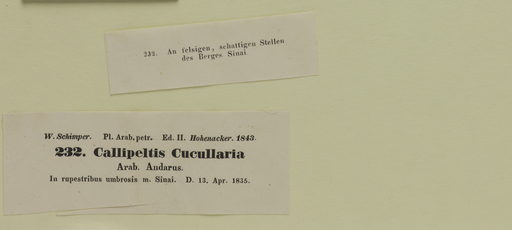 232. An felsigen, schattigen Stellen
des Berges Sinai
W. Schimper. Pl. Arab. petr. Ed. II. Hohenacker. 1843.
232. Callipeltis Cucullaria
Arab. Andarus.
In rupestribus umbrosis m. Sinai. D. 13. Apr. 1835.